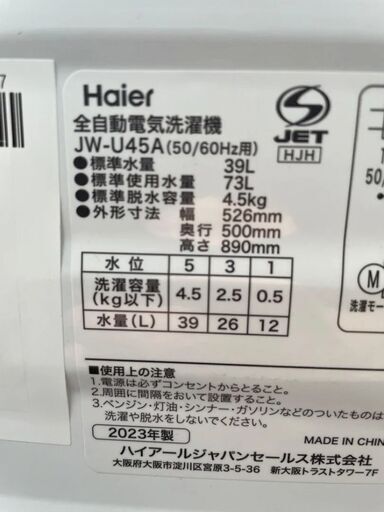 7
Haier
全自動電気洗濯機
JW-U45A(50/60Hz用)
S
JET
HJH
●標準水量 39L
●標準使用水量 73L
●標準脱水容量 4.5kg
●外形寸法 幅 526mm
奥行 500mm
高さ 890mm
水位 5 3 1
洗濯容量(kg以下) 4.5 2.5 0.5
水量(L) 39 26 12
50/
M
洗濯モー
■使用上の注意
1.電源は必ずコンセントからとること。
2.周囲に間隔をおいて設置すること。
3.ベンジン・灯油・シンナー・ガソリンなどのついたものは
洗濯や脱水をしないでください。
2023年製
MADE IN CHIN
ハイアールジャパンセールス株式会社
大阪府大阪市淀川区宮原3-5-36 新大阪トラストタワー7F